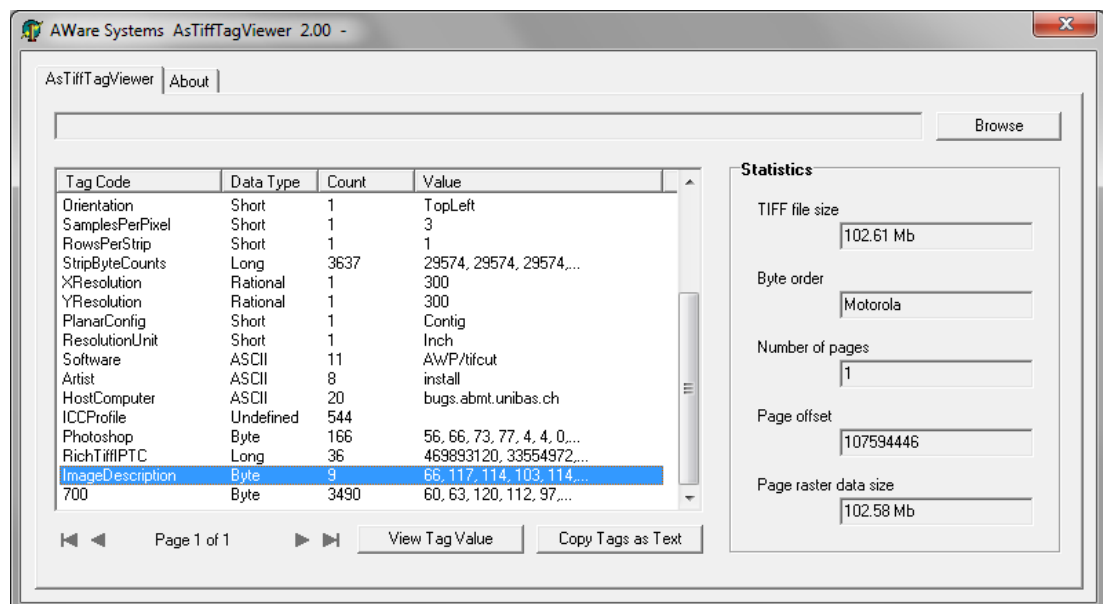 AWare Systems AsTiffTagViewer 2.00 -
AsTiffTagViewer About
Browse
Tag Code Data Type Count Value
Orientation Short 1 TopLeft
SamplesPerPixel Short 1 3
RowsPerStrip Short 1 1
StripByteCounts Long 3637 29574, 29574, 29574,...
XResolution Rational 1 300
YResolution Rational 1 300
PlanarConfig Short 1 Contig
ResolutionUnit Short 1 Inch
Software ASCII 11 AWP/tifcut
Artist ASCII 8 install
HostComputer ASCII 20 bugs.abmt.unibas.ch
ICCProfile Undefined 544
Photoshop Byte 166 56, 66, 73, 77, 4, 4, 0,...
RichTiffIPTC Long 36 469893120, 33554972,...
ImageDescription Byte 9 66, 117, 114, 103, 114,...
700 Byte 3490 60, 63, 120, 112, 97,...
Page 1 of 1 View Tag Value Copy Tags as Text
Statistics
TIFF file size
102.61 Mb
Byte order
Motorola
Number of pages
1
Page offset
107594446
Page raster data size
102.58 Mb